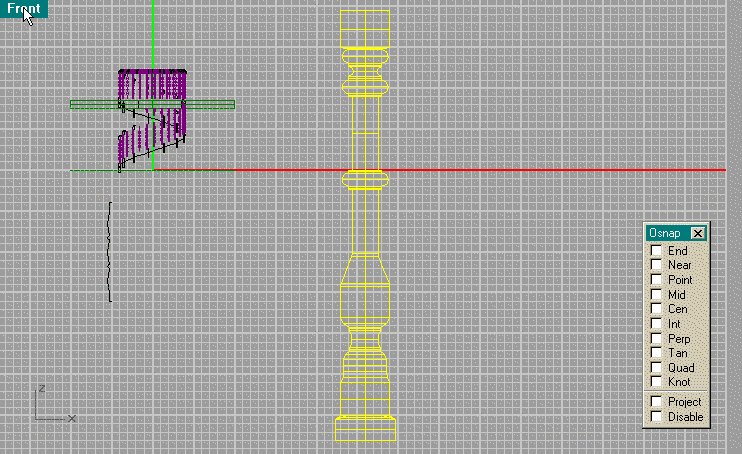 Front
Osnap
End
Near
Point
Mid
Cen
Int
Perp
Tan
Quad
Knot
Project
Disable
z
x